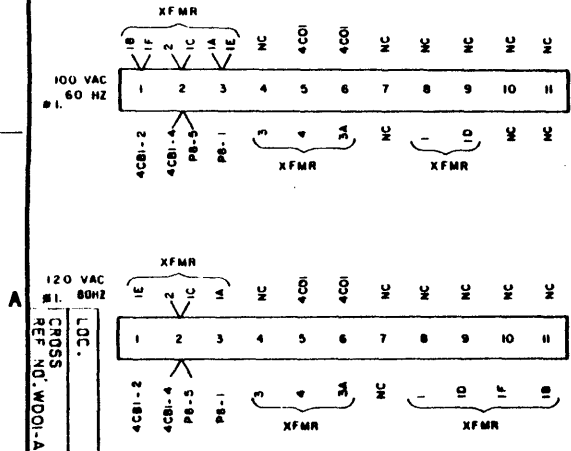 XFMR
1B 1F 2 1C 1A 1E NC 4CO1 4CO1 NC NC NC NC NC
100 VAC
60 HZ
#1.
1 2 3 4 5 6 7 8 9 10 11
4CB1-2 4CB1-4 PB-5 PB-1 3 4 3A NC 1 1D NC NC
XFMR XFMR
XFMR
1E 2 1C 1A NC 4CO1 4CO1 NC NC NC NC NC
120 VAC
60HZ
#1.
1 2 3 4 5 6 7 8 9 10 11
4CB1-2 4CB1-4 PB-5 PB-1 3 4 3A NC 1 1D 1F 1B
XFMR XFMR
A
LOC.
CROSS
REF NO. WD01-A